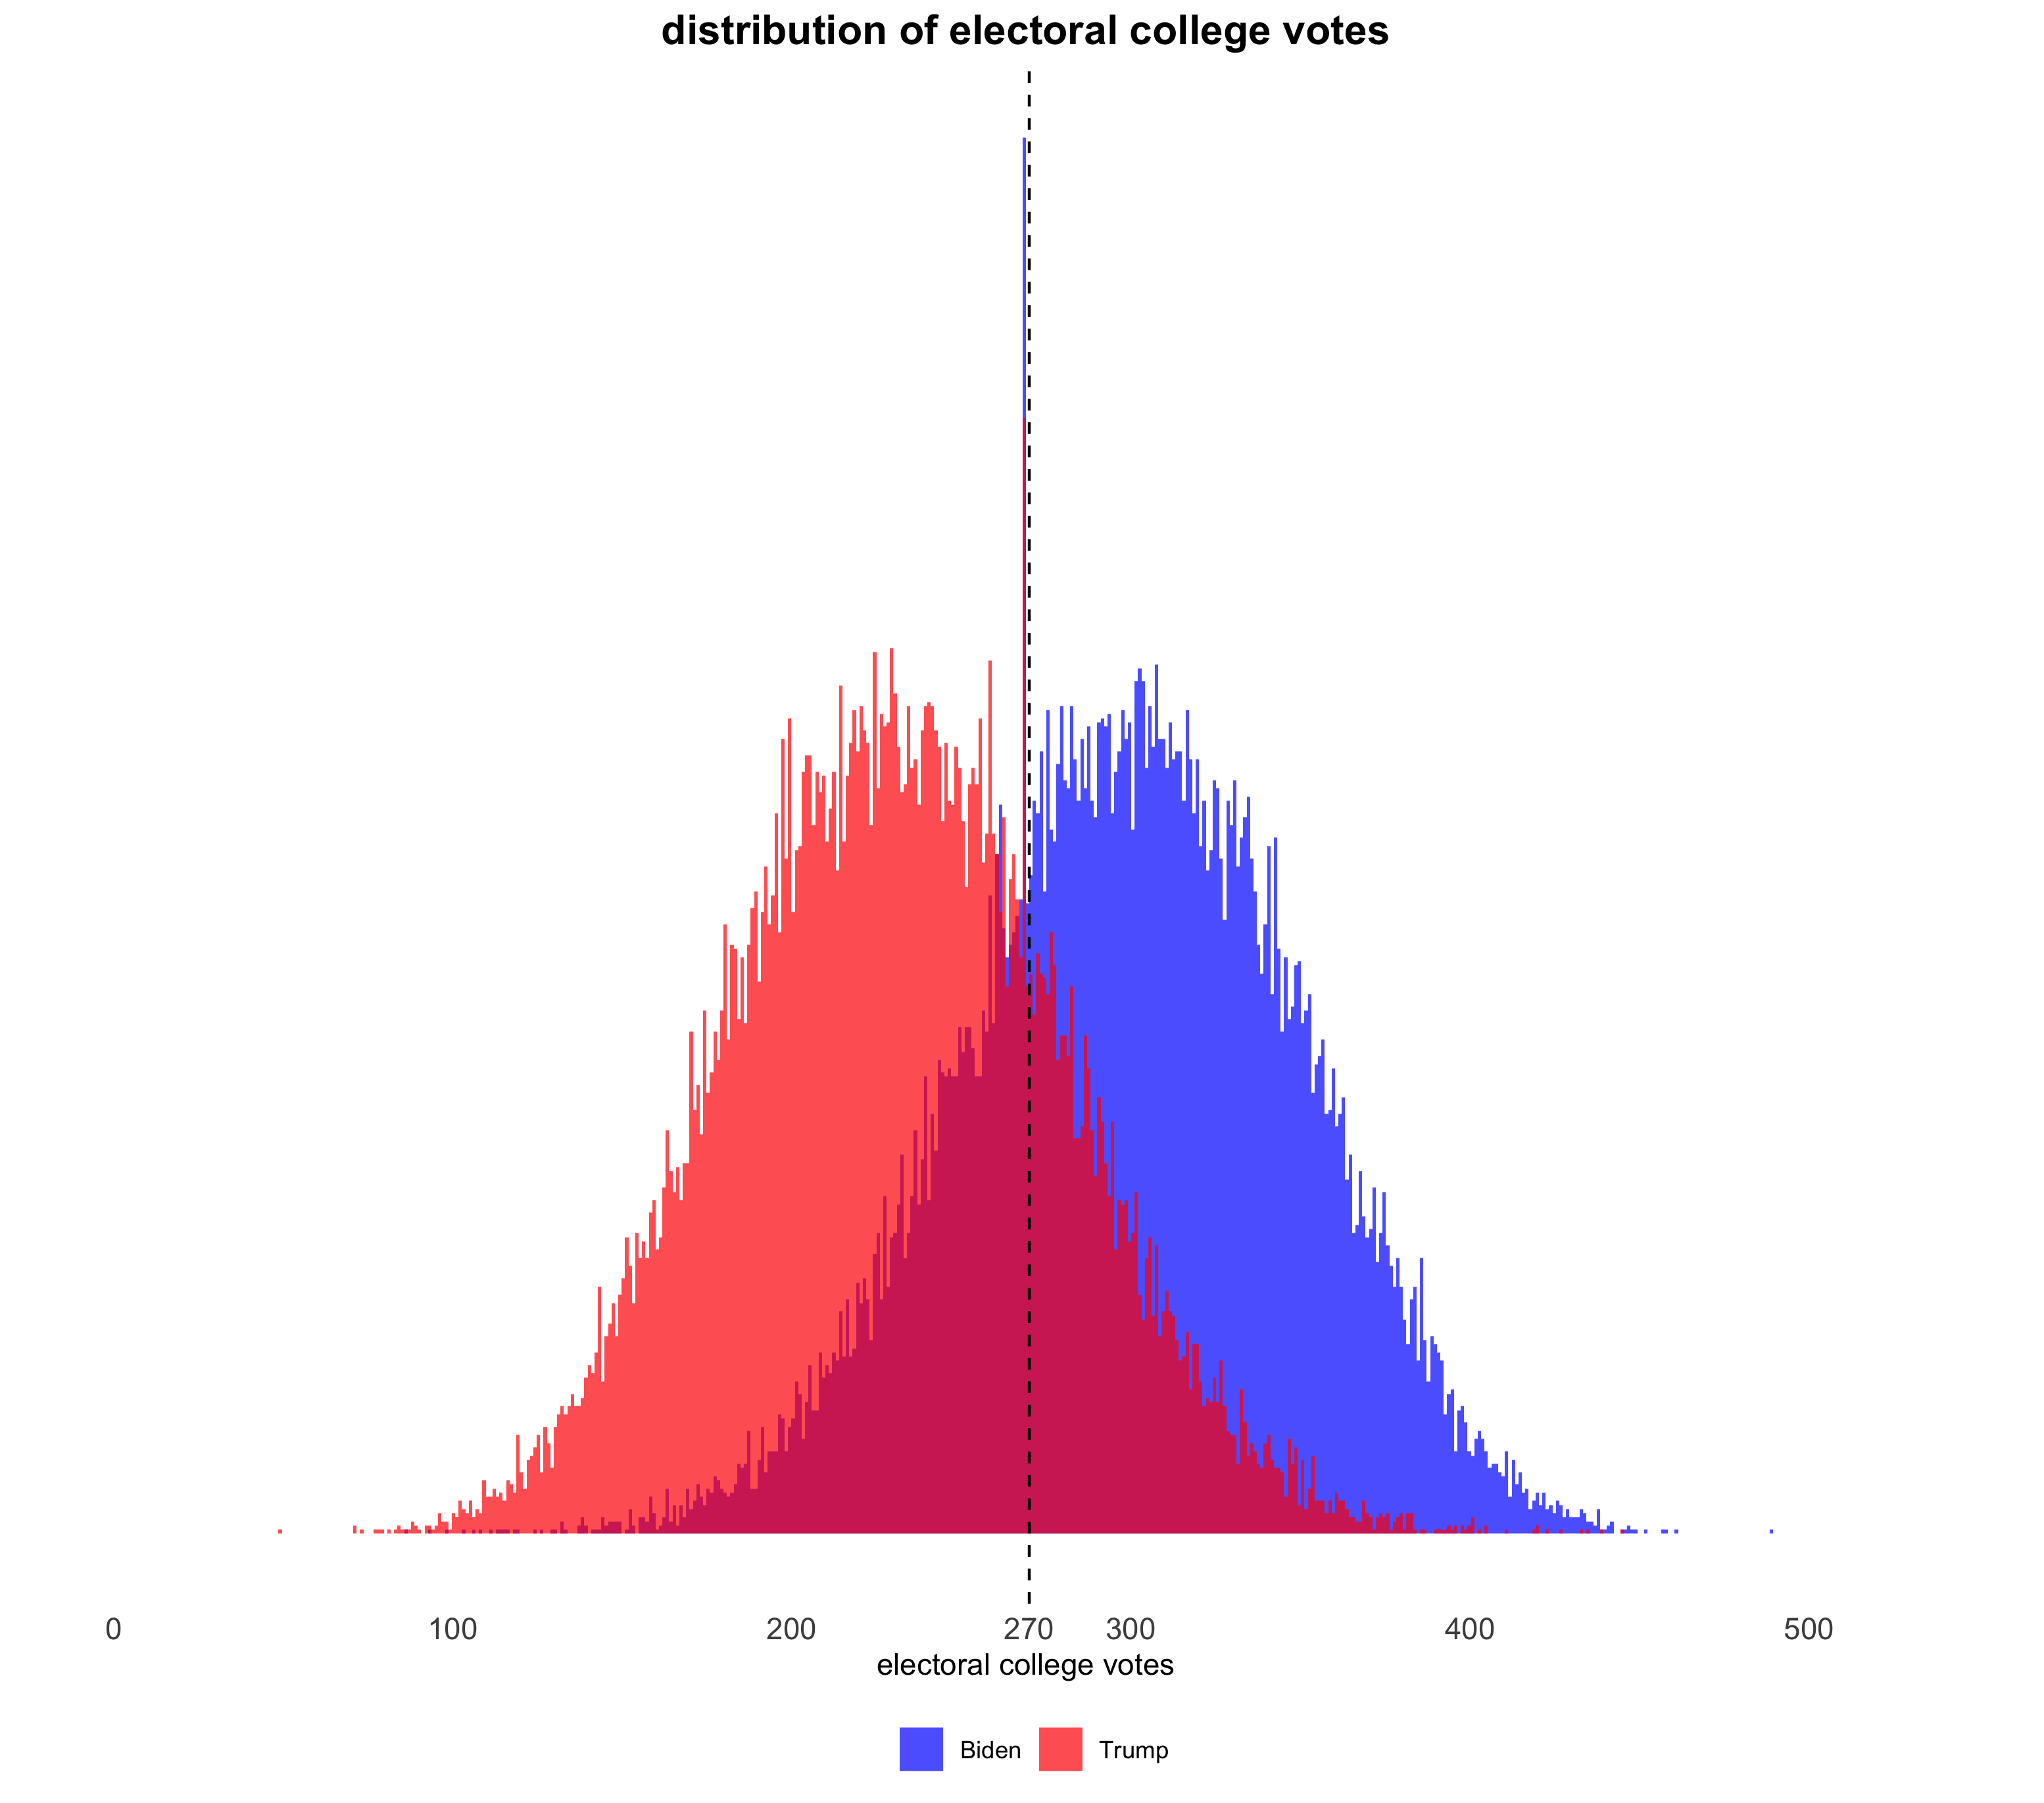 distribution of electoral college votes
0 100 200 270 300 400 500
electoral college votes
Biden Trump